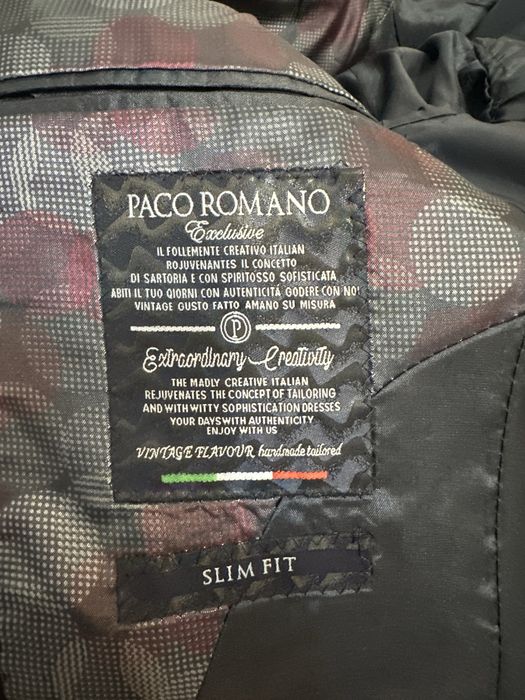 PACO ROMANO
Exclusive
IL FOLLEMENTE CREATIVO ITALIAN
ROJUVENANTES IL CONCETTO
DI SARTORIA E CON SPIRITOSSO SOFISTICATA
ABITI IL TUO QIORNI CON AUTENTICITÁ GODERE CON NOI
VINTAGE GUSTO FATTO AMANO SU MISURA
P
Extraordinary Creativity
THE MADLY CREATIVE ITALIAN
REJUVENATES THE CONCEPT OF TAILORING
AND WITH WITTY SOPHISTICATION DRESSES
YOUR DAYS WITH AUTHENTICITY
ENJOY WITH US
VINTAGE FLAVOUR handmade tailored
SLIM FIT